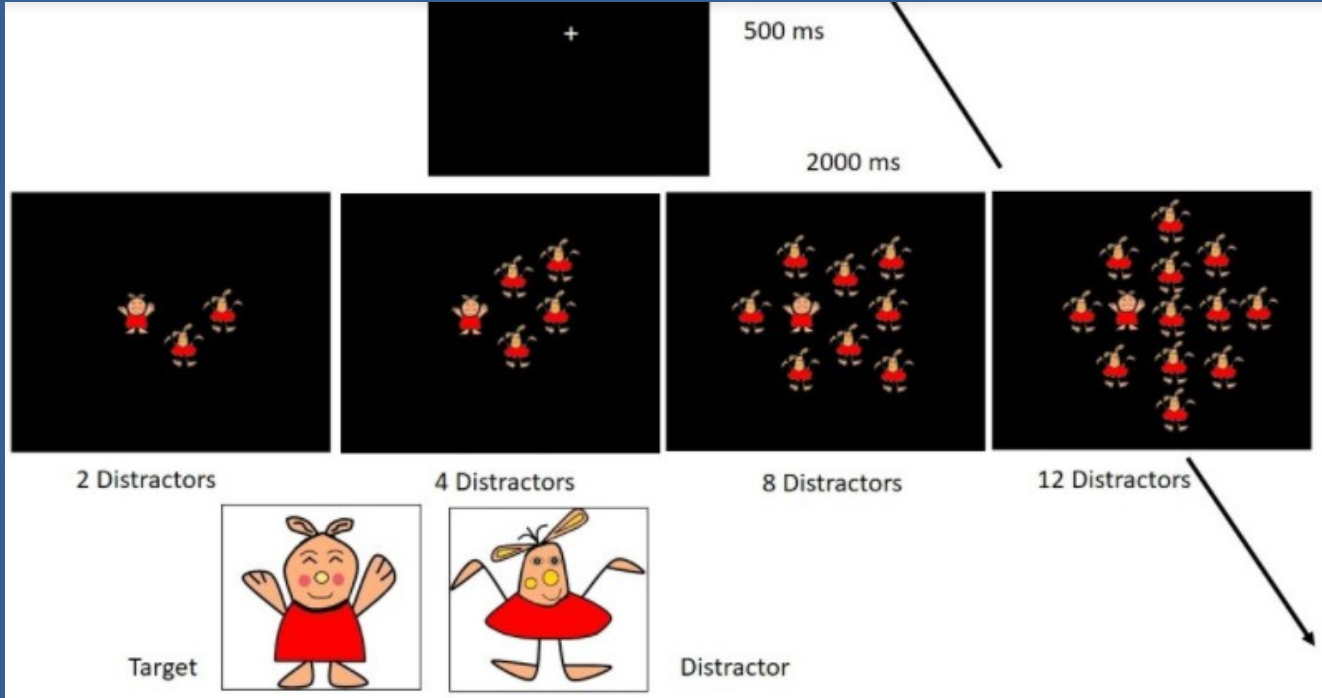 500 ms
2000 ms
2 Distractors
4 Distractors
8 Distractors
12 Distractors
Target
Distractor